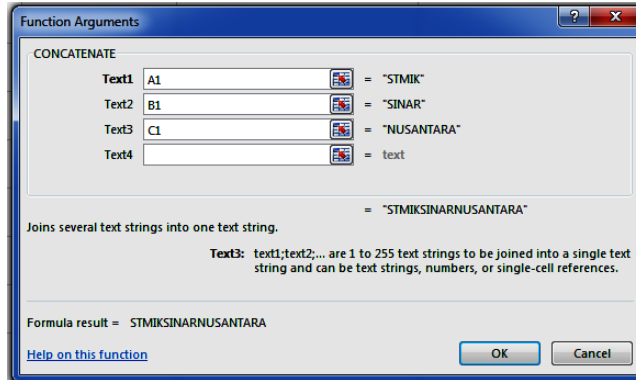 Function Arguments
CONCATENATE
Text1 A1 = "STMIK"
Text2 B1 = "SINAR"
Text3 C1 = "NUSANTARA"
Text4 = text
= "STMIKSINARNUSANTARA"
Joins several text strings into one text string.
Text3: text1;text2;... are 1 to 255 text strings to be joined into a single text
string and can be text strings, numbers, or single-cell references.
Formula result = STMIKSINARNUSANTARA
Help on this function OK Cancel